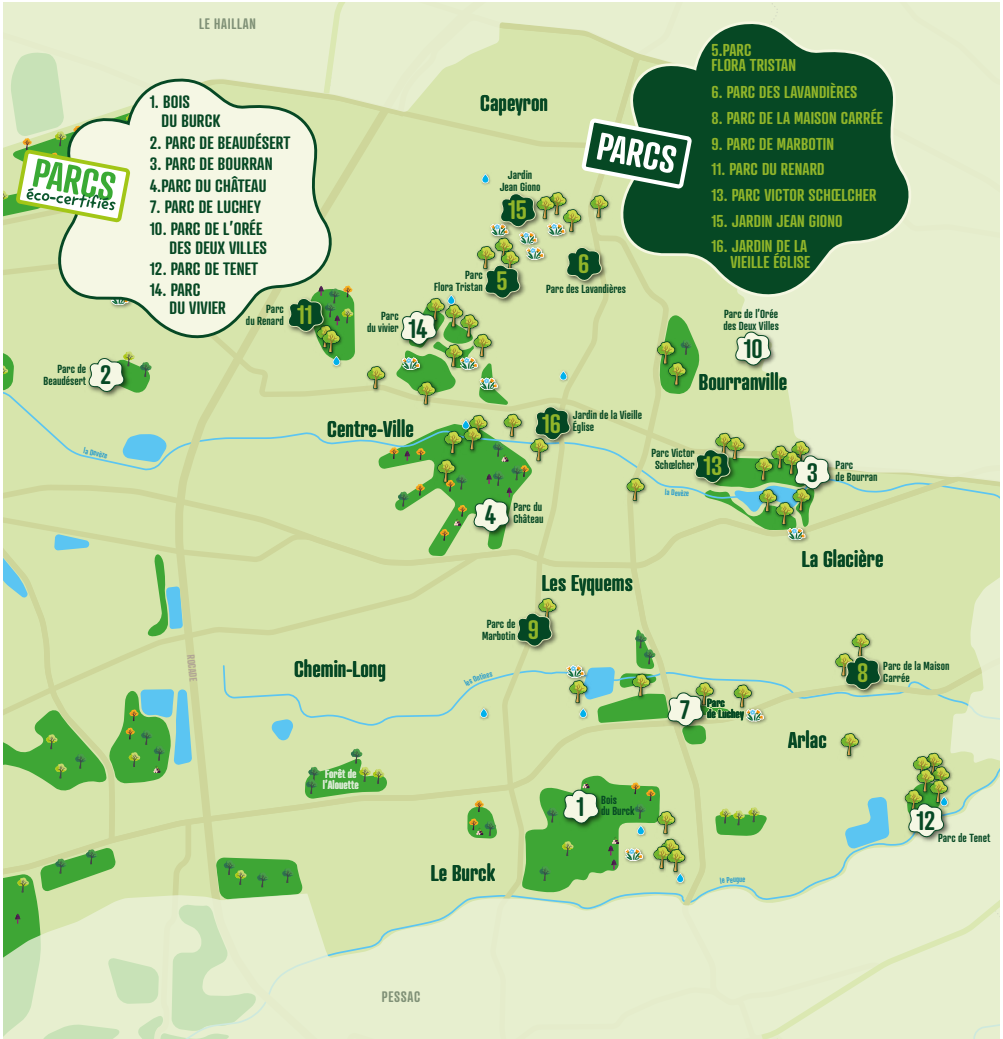 LE HAILLAN
Capeyron
PARCS
éco-certifiés
1. BOIS
DU BURCK
2. PARC DE BEAUDÉSERT
3. PARC DE BOURRAN
4.PARC DU CHÂTEAU
7. PARC DE LUCHEY
10. PARC DE L'ORÉE
DES DEUX VILLES
12. PARC DE TENET
14. PARC
DU VIVIER
PARCS
5.PARC
FLORA TRISTAN
6. PARC DES LAVANDIÈRES
8. PARC DE LA MAISON CARRÉE
9. PARC DE MARBOTIN
11. PARC DU RENARD
13. PARC VICTOR SCHŒLCHER
15. JARDIN JEAN GIONO
16. JARDIN DE LA
VIEILLE ÉGLISE
Jardin
Jean Giono
15
Parc
Flora Tristan
5
6
Parc des Lavandières
Parc
du Renard
11
Parc
du vivier
14
Parc de l'Orée
des Deux Villes
10
Bourranville
Parc de
Beaudésert
2
Centre-Ville
16
Jardin de la Vieille
Église
la Devèze
Parc Victor
Schœlcher
13
3
Parc
de Bourran
la Devèze
4
Parc du
Château
La Glacière
Les Eyquems
Parc de
Marbotin
9
Chemin-Long
ROCADE
les Ontines
8
Parc de la Maison
Carrée
7
Parc
de Luchey
Arlac
Forêt de
l'Alouette
1
Bois
du Burck
12
Parc de Tenet
Le Burck
le Peugue
PESSAC